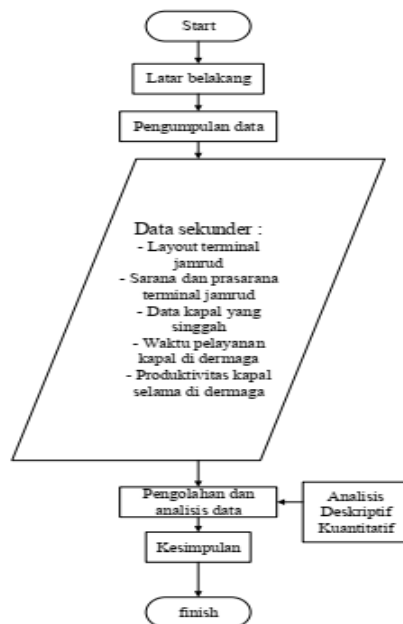 Start
Latar belakang
Pengumpulan data
Data sekunder :
- Layout terminal
jamrud
- Sarana dan prasarana
terminal jamrud
- Data kapal yang
singgah
- Waktu pelayanan
kapal di dermaga
- Produktivitas kapal
selama di dermaga
Pengolahan dan
analisis data
Analisis
Deskriptif
Kuantitatif
Kesimpulan
finish